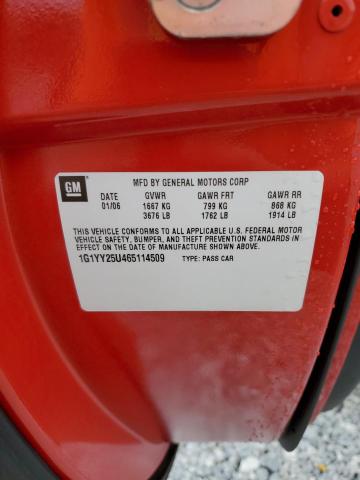 GM
MFD BY GENERAL MOTORS CORP
DATE GVWR GAWR FRT GAWR RR
01/06 1667 KG 799 KG 868 KG
3676 LB 1762 LB 1914 LB
THIS VEHICLE CONFORMS TO ALL APPLICABLE U.S. FEDERAL MOTOR
VEHICLE SAFETY, BUMPER, AND THEFT PREVENTION STANDARDS IN
EFFECT ON THE DATE OF MANUFACTURE SHOWN ABOVE.
1G1YY25U465114509 TYPE: PASS CAR